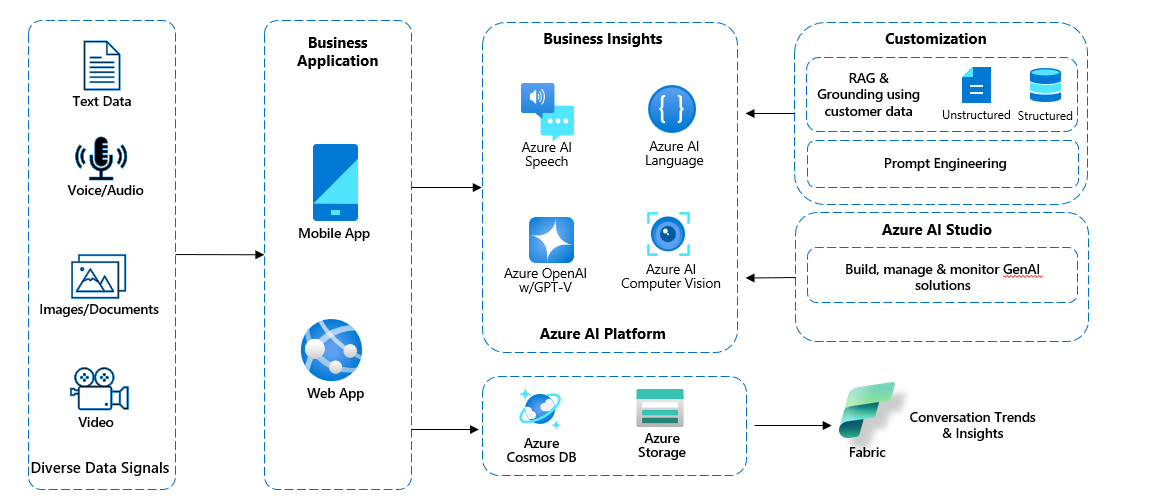 Text Data
Voice/Audio
Images/Documents
Video
Diverse Data Signals
Business
Application
Mobile App
Web App
Business Insights
Azure AI
Speech
Azure AI
Language
Azure OpenAI
w/GPT-V
Azure AI
Computer Vision
Azure AI Platform
Azure
Cosmos DB
Azure
Storage
Customization
RAG &
Grounding using
customer data
Unstructured
Structured
Prompt Engineering
Azure AI Studio
Build, manage & monitor GenAI
solutions
Fabric
Conversation Trends
& Insights